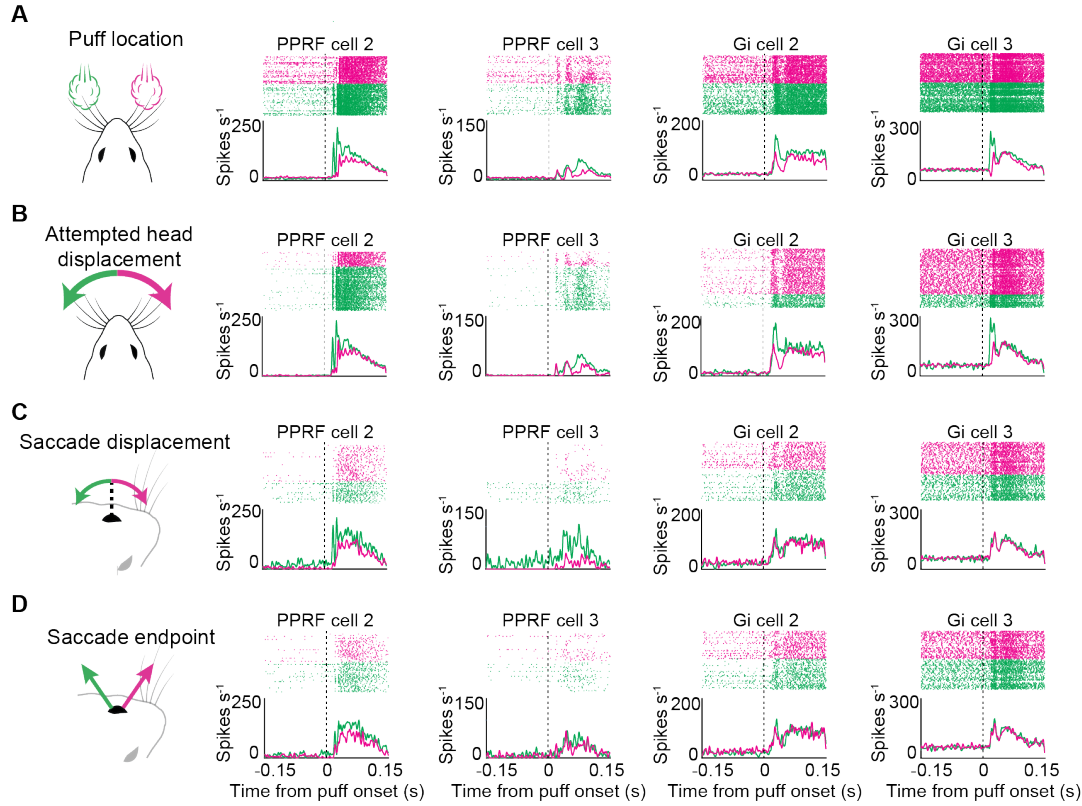 A
Puff location
PPRF cell 2
PPRF cell 3
Gi cell 2
Gi cell 3
Spikes s-1
250
0
Spikes s-1
150
0
Spikes s-1
200
0
Spikes s-1
300
0
B
Attempted head
displacement
PPRF cell 2
PPRF cell 3
Gi cell 2
Gi cell 3
Spikes s-1
250
0
Spikes s-1
150
0
Spikes s-1
200
0
Spikes s-1
300
0
C
Saccade displacement
PPRF cell 2
PPRF cell 3
Gi cell 2
Gi cell 3
Spikes s-1
250
0
Spikes s-1
150
0
Spikes s-1
200
0
Spikes s-1
300
0
D
Saccade endpoint
PPRF cell 2
PPRF cell 3
Gi cell 2
Gi cell 3
Spikes s-1
250
0
Spikes s-1
150
0
Spikes s-1
200
0
Spikes s-1
300
0
-0.15 0 0.15
-0.15 0 0.15
-0.15 0 0.15
-0.15 0 0.15
Time from puff onset (s)
Time from puff onset (s)
Time from puff onset (s)
Time from puff onset (s)